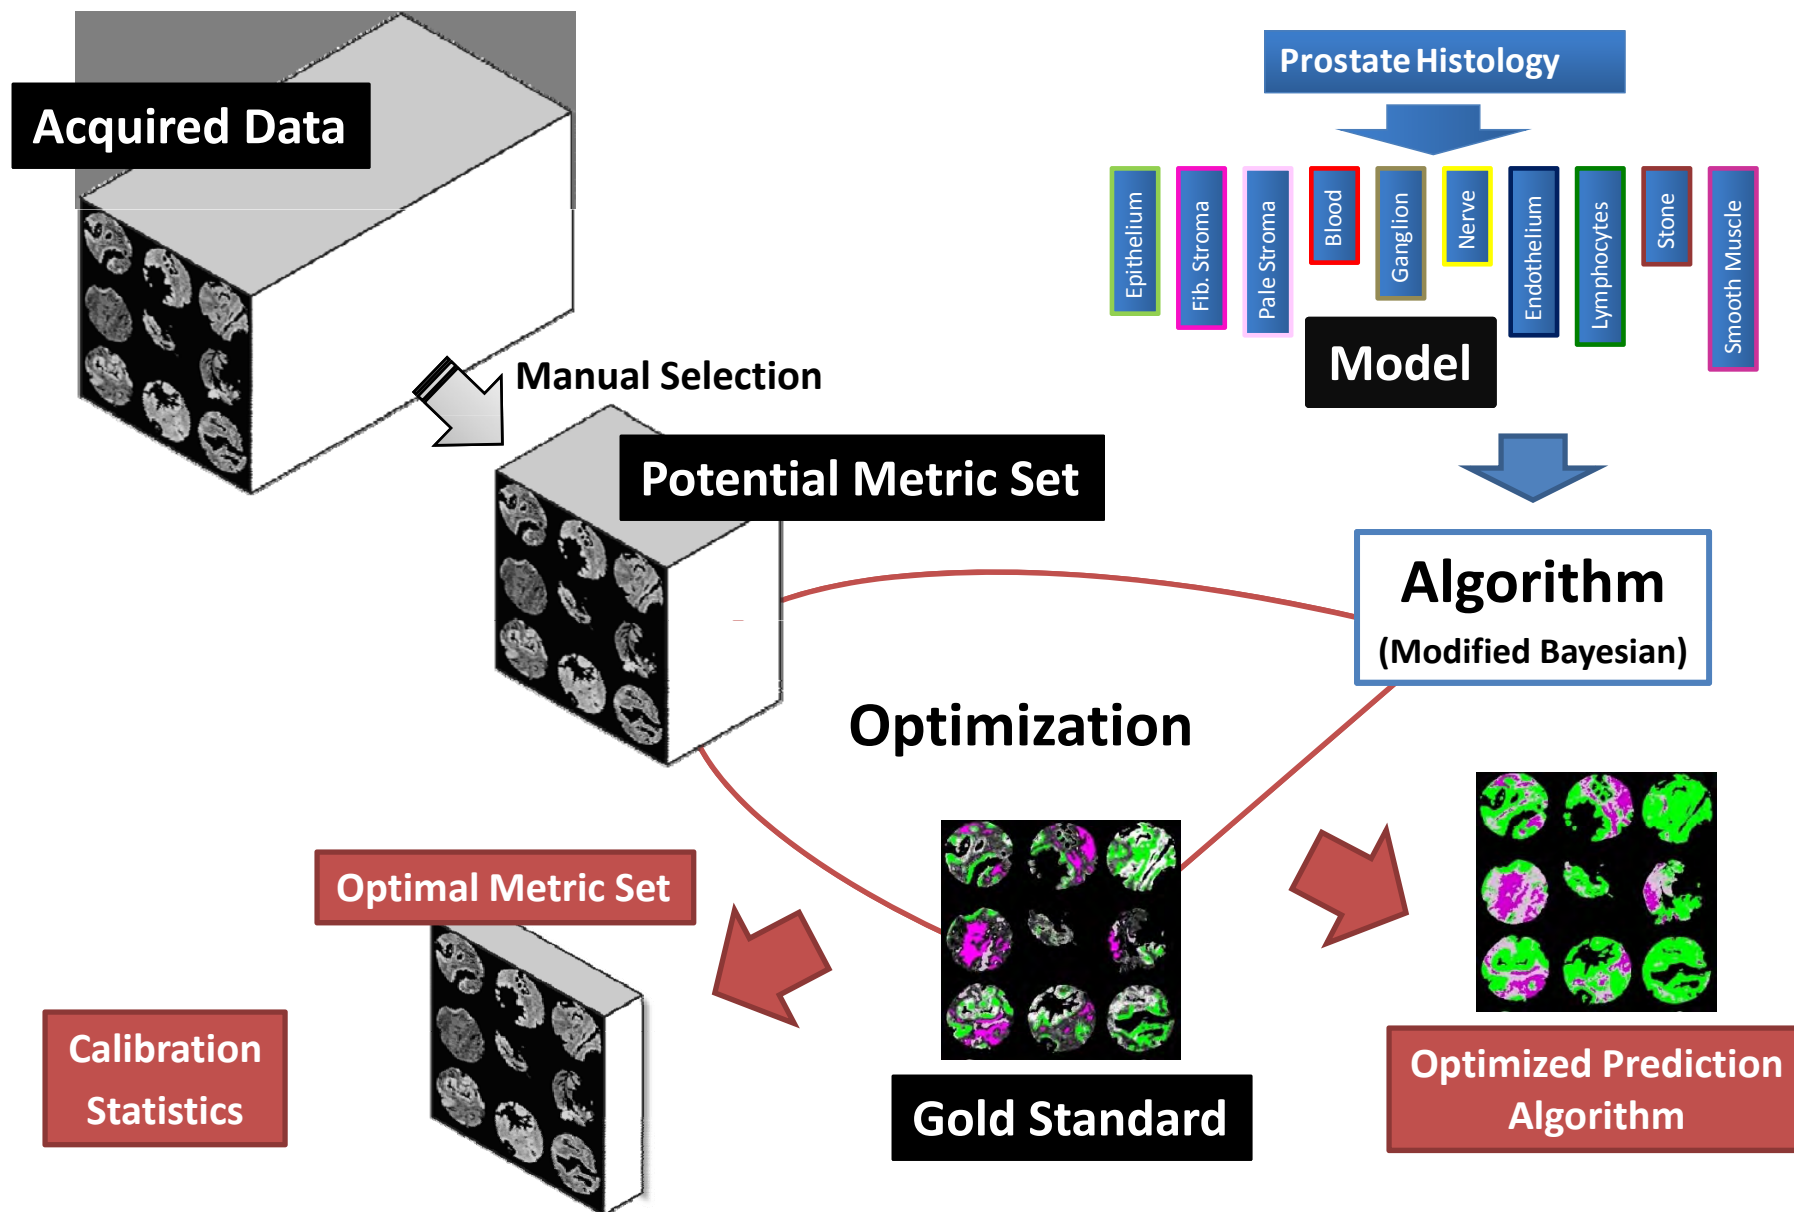 Acquired Data
Prostate Histology
Epithelium
Fib. Stroma
Pale Stroma
Blood
Ganglion
Nerve
Endothelium
Lymphocytes
Stone
Smooth Muscle
Model
Manual Selection
Potential Metric Set
Algorithm
(Modified Bayesian)
Optimization
Optimal Metric Set
Calibration
Statistics
Gold Standard
Optimized Prediction
Algorithm